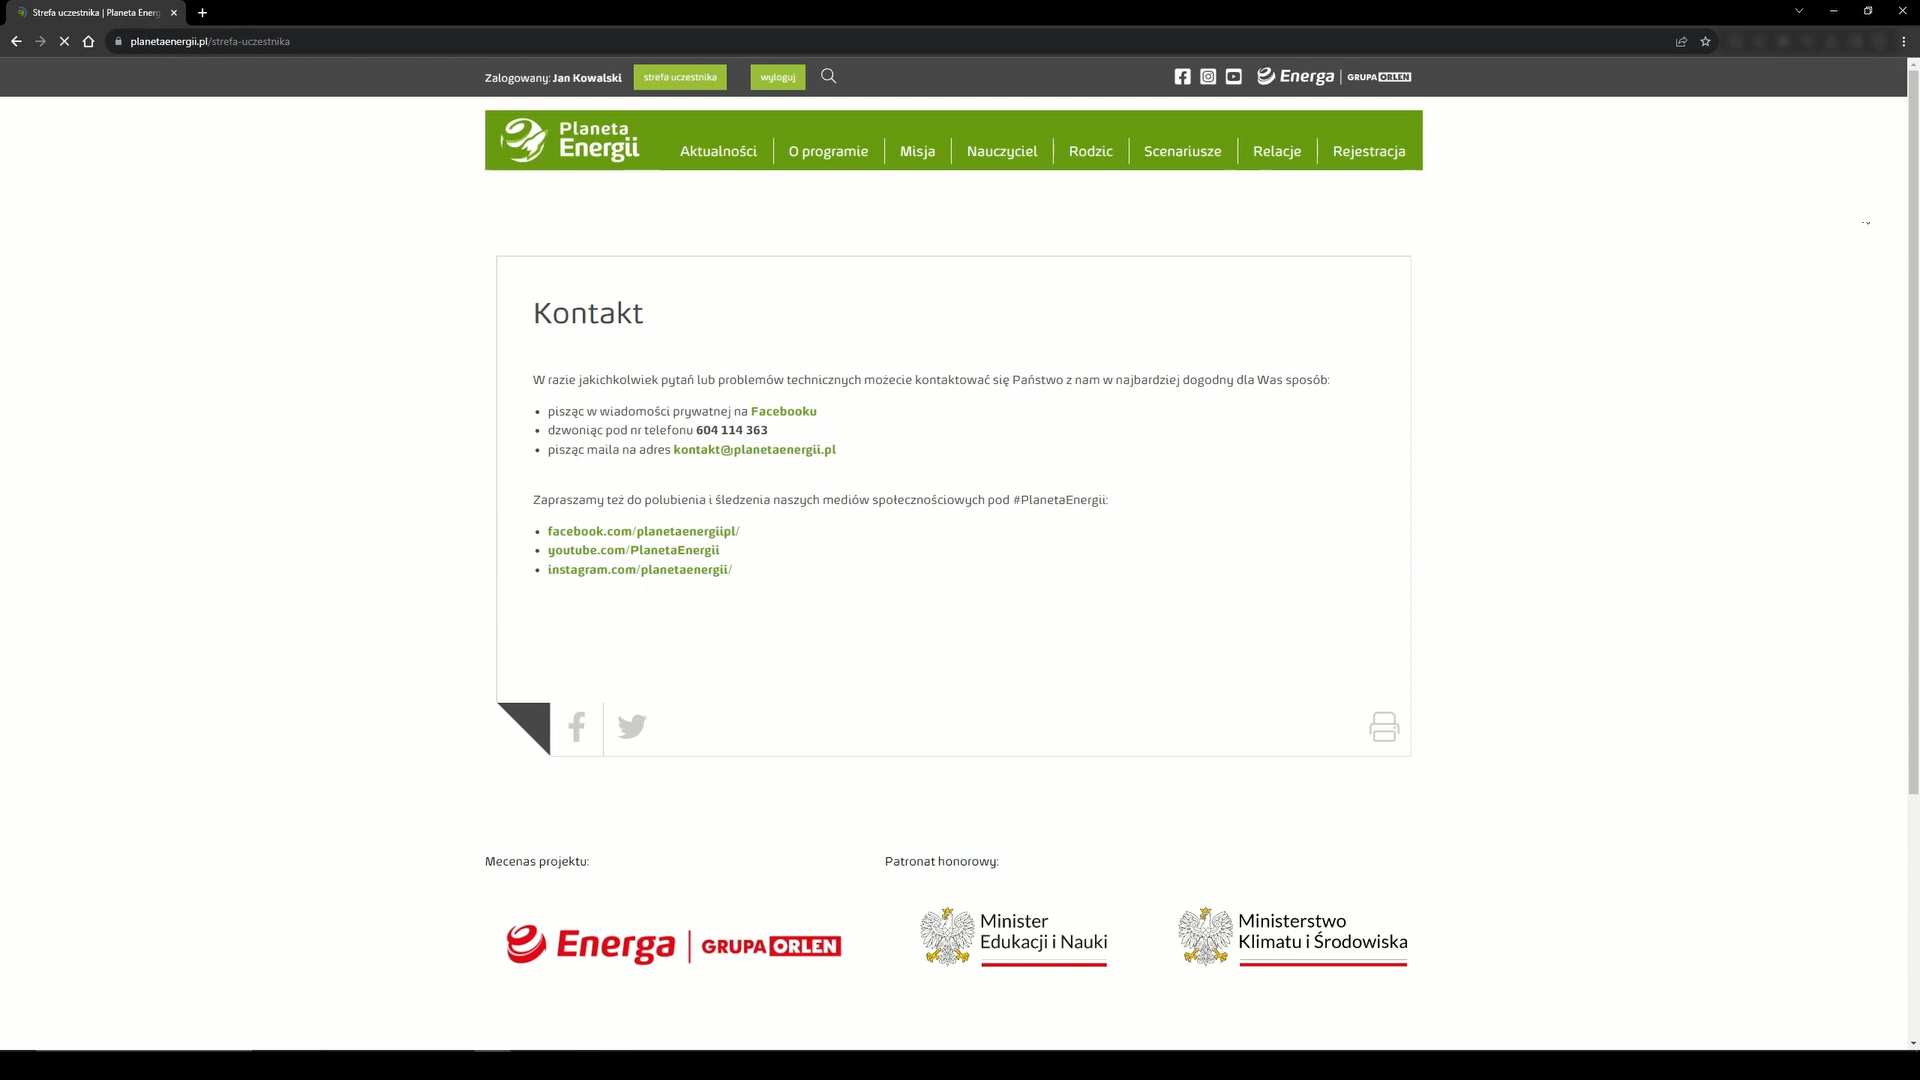 Strefa uczestnika | Planeta Energ
planetaenergii.pl/strefa-uczestnika
Zalogowany: Jan Kowalski
strefa uczestnika
wyloguj
Energa | GRUPA ORLEN
Planeta
Energii
Aktualności
O programie
Misja
Nauczyciel
Rodzic
Scenariusze
Relacje
Rejestracja
Kontakt
W razie jakichkolwiek pytań lub problemów technicznych możecie kontaktować się Państwo z nam w najbardziej dogodny dla Was sposób:
• pisząc w wiadomości prywatnej na Facebooku
• dzwoniąc pod nr telefonu 604 114 363
• pisząc maila na adres kontakt@planetaenergii.pl
Zapraszamy też do polubienia i śledzenia naszych mediów społecznościowych pod #PlanetaEnergii:
• facebook.com/planetaenergiipl/
• youtube.com/PlanetaEnergii
• instagram.com/planetaenergii/
Mecenas projektu:
Patronat honorowy:
Energa | GRUPA ORLEN
Minister
Edukacji i Nauki
Ministerstwo
Klimatu i Środowiska